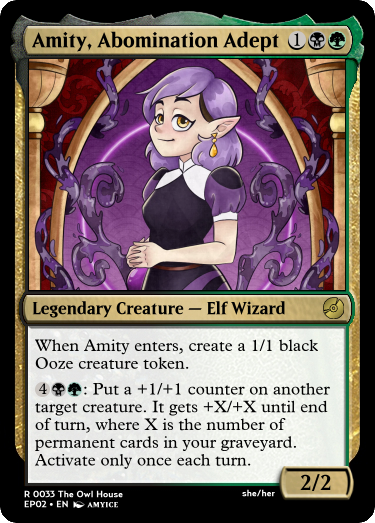 Amity, Abomination Adept 1
Legendary Creature — Elf Wizard
When Amity enters, create a 1/1 black
Ooze creature token.
4: Put a +1/+1 counter on another
target creature. It gets +X/+X until end
of turn, where X is the number of
permanent cards in your graveyard.
Activate only once each turn.
2/2
R 0033 The Owl House she/her
EP02 • EN AMYICE